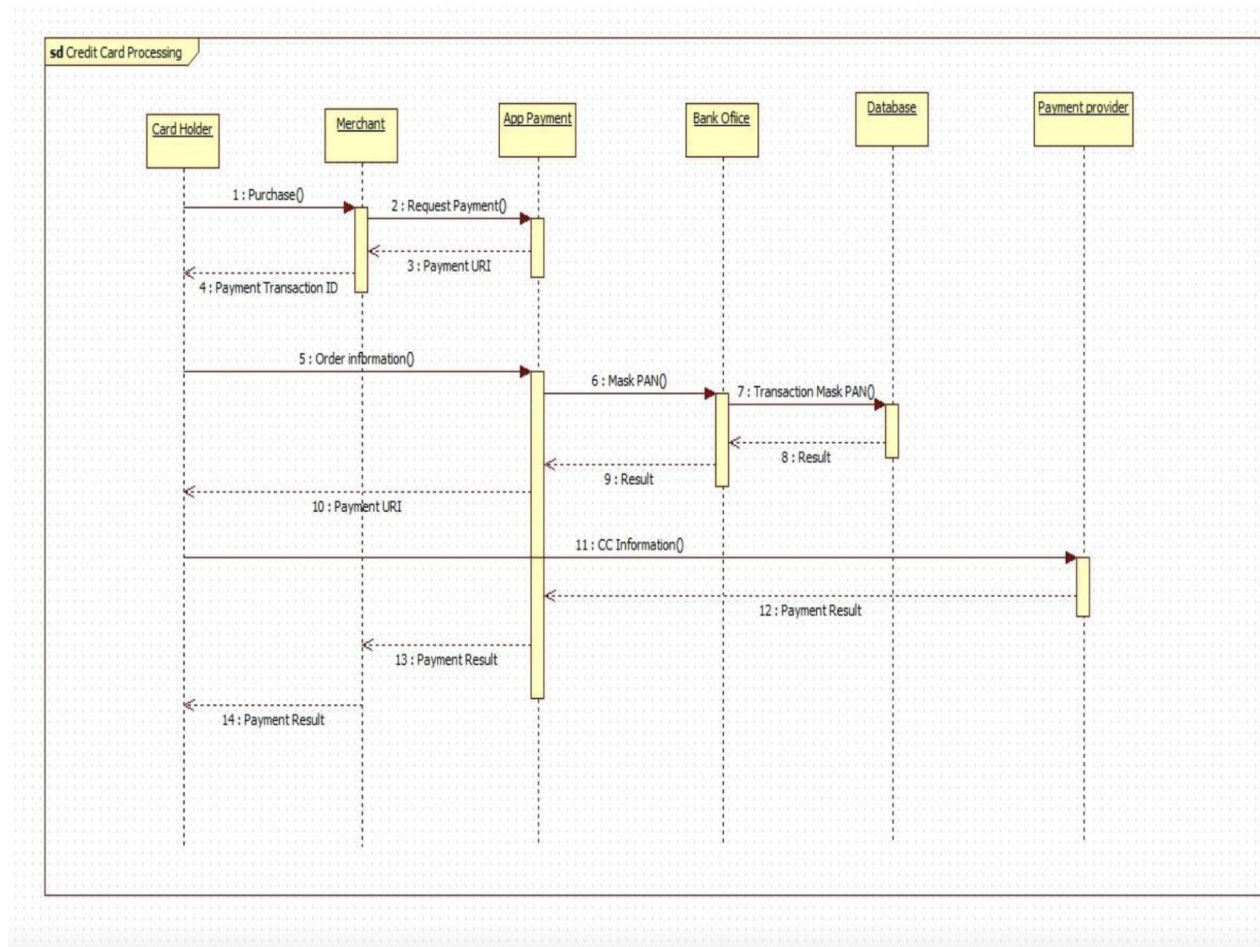 sd Credit Card Processing
Card Holder
Merchant
App Payment
Bank Ofiice
Database
Payment provider
1 : Purchase()
2 : Request Payment()
3 : Payment URI
4 : Payment Transaction ID
5 : Order information()
6 : Mask PAN()
7 : Transaction Mask PAN()
8 : Result
9 : Result
10 : Payment URI
11 : CC Information()
12 : Payment Result
13 : Payment Result
14 : Payment Result